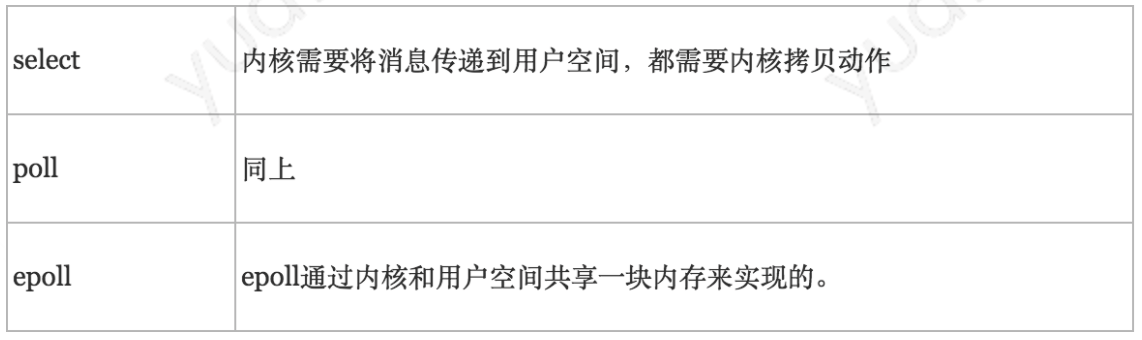 select 内核需要将消息传递到用户空间，都需要内核拷贝动作
poll 同上
epoll epoll通过内核和用户空间共享一块内存来实现的。